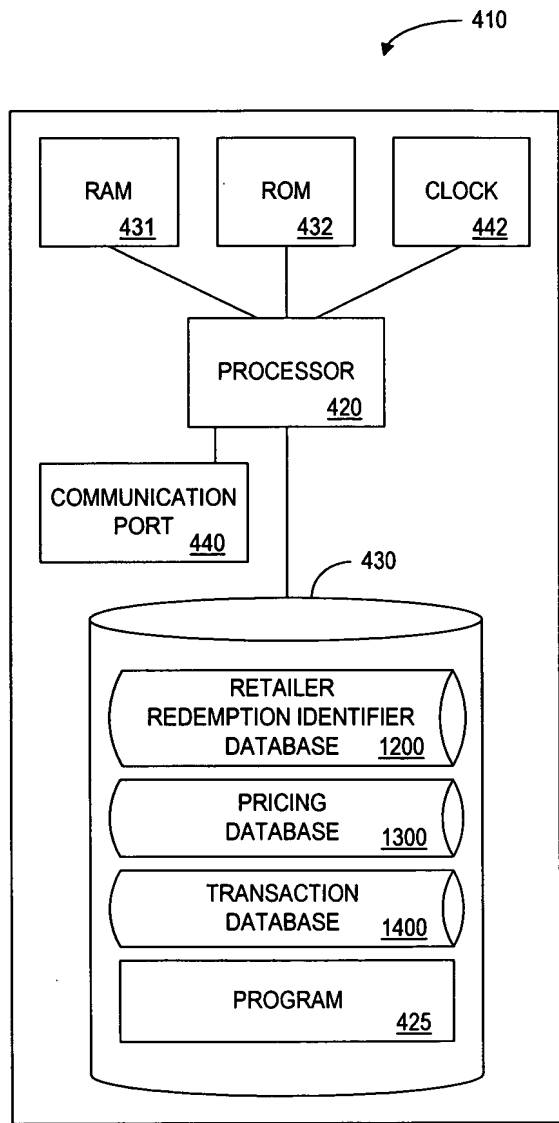 410
RAM
431
ROM
432
CLOCK
442
PROCESSOR
420
COMMUNICATION
PORT
440
430
RETAILER
REDEMPTION IDENTIFIER
DATABASE 1200
PRICING
DATABASE 1300
TRANSACTION
DATABASE 1400
PROGRAM
425